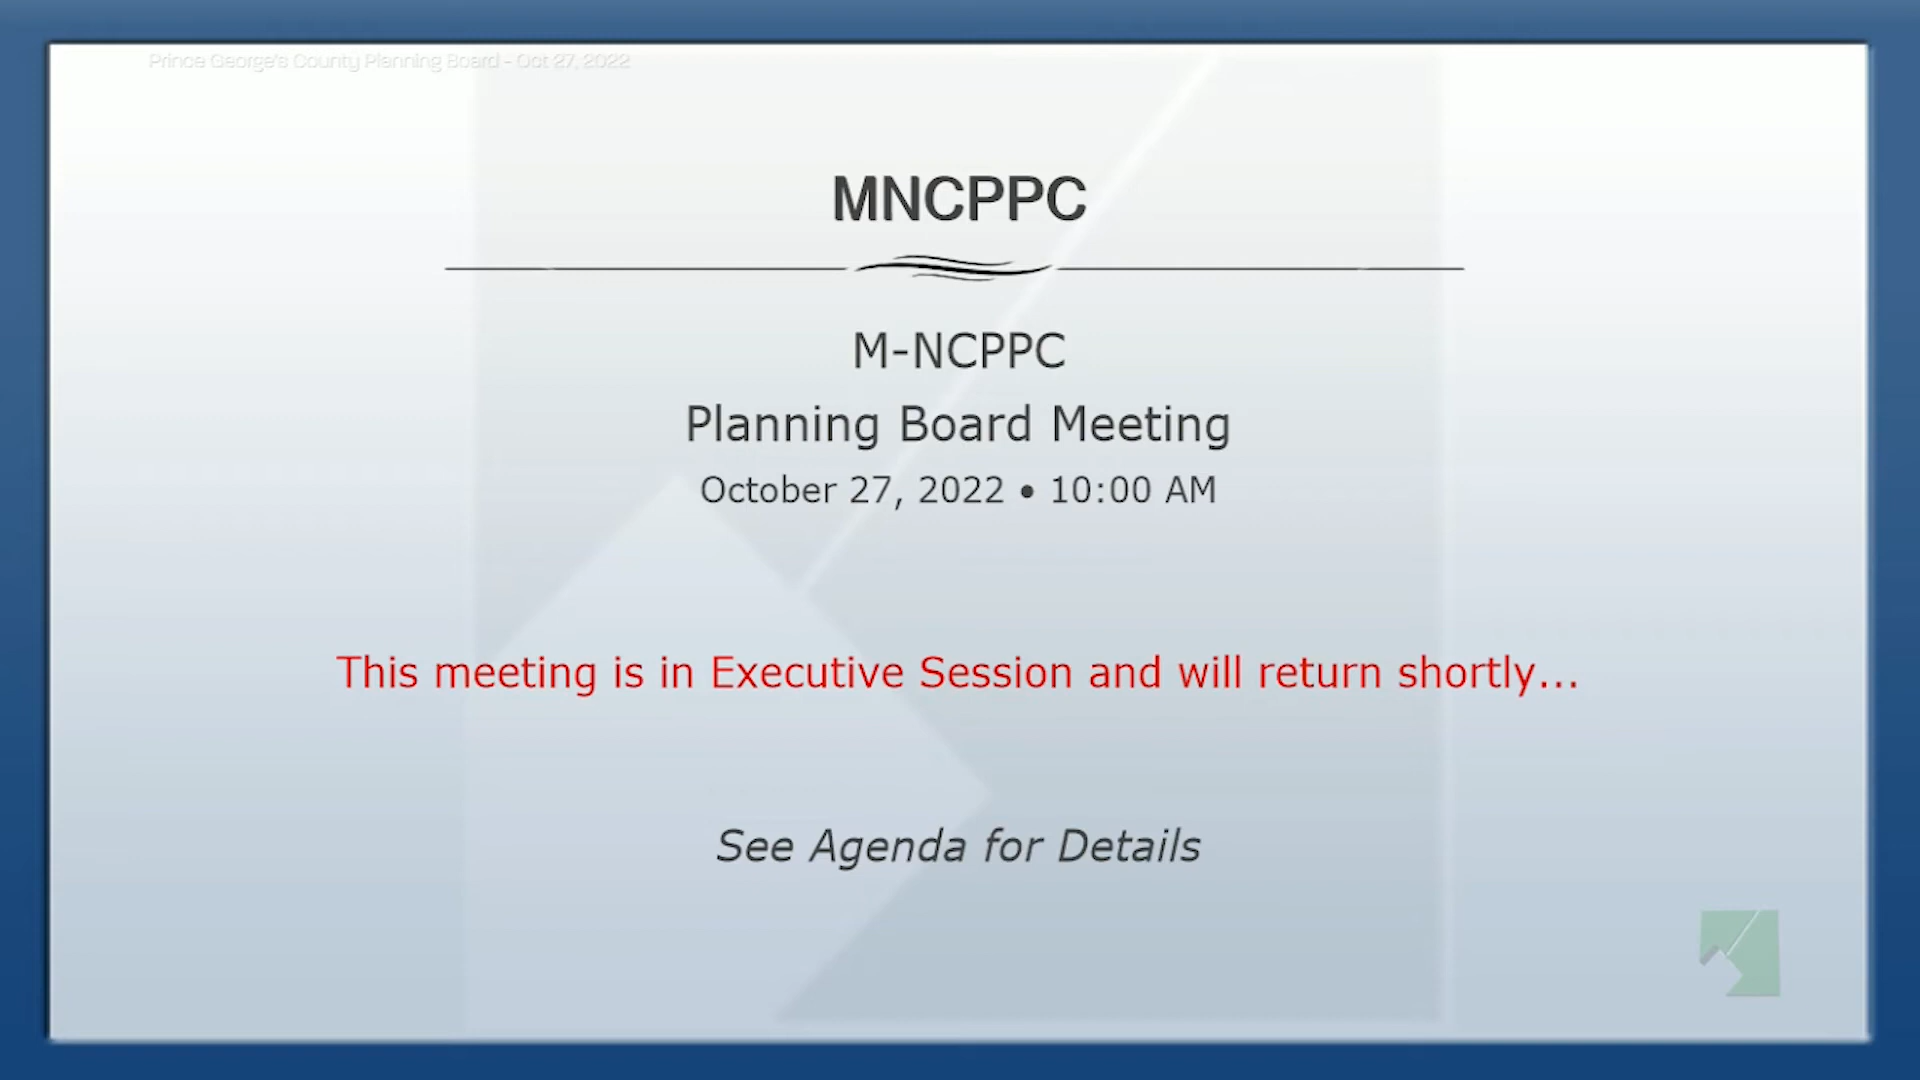 Prince George's County Planning Board - Oct 27, 2022
MNCPPC
M-NCPPC
Planning Board Meeting
October 27, 2022 • 10:00 AM
This meeting is in Executive Session and will return shortly...
See Agenda for Details